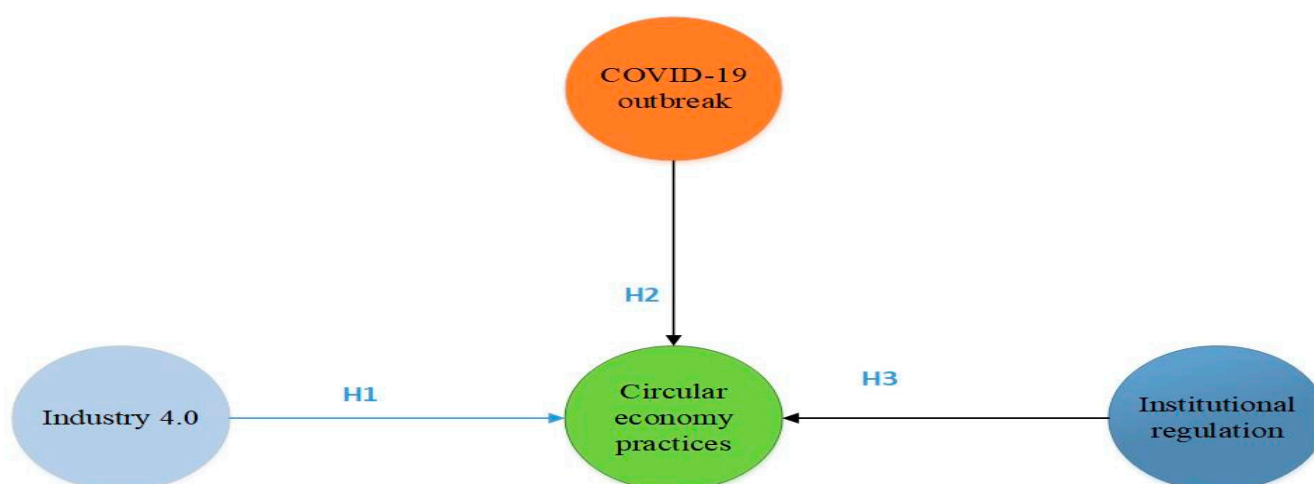 COVID-19
outbreak
H2
Industry 4.0
H1
Circular
economy
practices
H3
Institutional
regulation